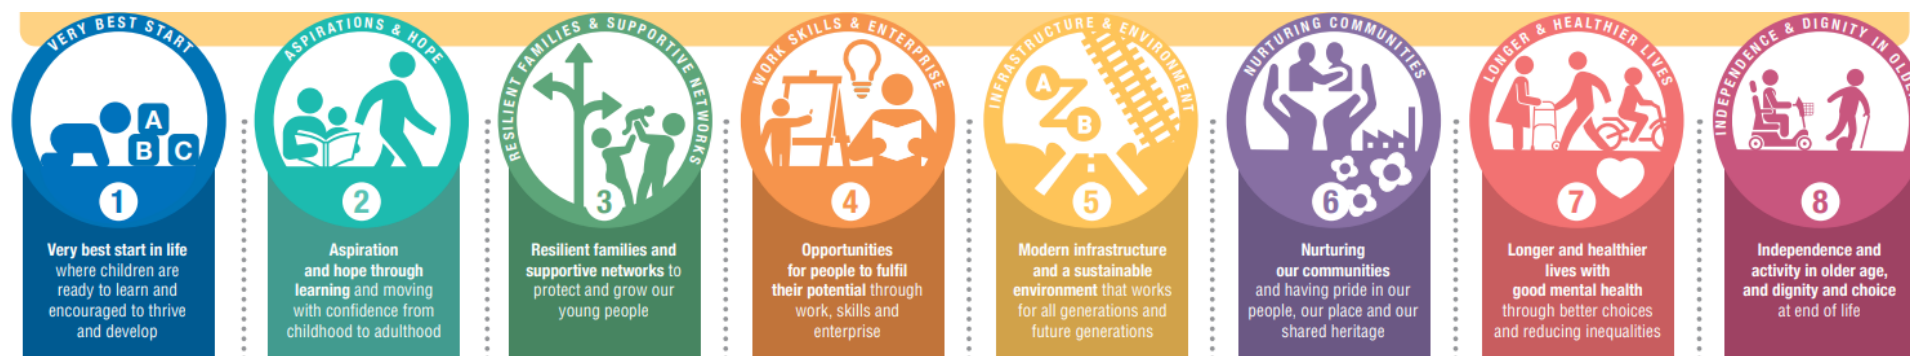 VERY BEST START
A
B C
1
Very best start in life
where children are
ready to learn and
encouraged to thrive
and develop
ASPIRATIONS & HOPE
2
Aspiration
and hope through
learning and moving
with confidence from
childhood to adulthood
RESILIENT FAMILIES & SUPPORTIVE NETWORKS
3
Resilient families and
supportive networks to
protect and grow our
young people
WORK SKILLS & ENTERPRISE
4
Opportunities
for people to fulfil
their potential through
work, skills and
enterprise
INFRASTRUCTURE & ENVIRONMENT
A
B
5
Modern infrastructure
and a sustainable
environment that works
for all generations and
future generations
NURTURING COMMUNITIES
6
Nurturing
our communities
and having pride in our
people, our place and our
shared heritage
LONGER & HEALTHIER LIVES
7
Longer and healthier
lives with
good mental health
through better choices
and reducing inequalities
INDEPENDENCE & DIGNITY IN
8
Independence and
activity in older age,
and dignity and choice
at end of life